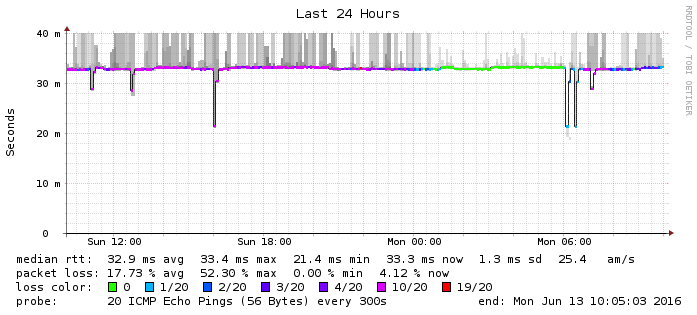 Last 24 Hours
RRDTOOL / TOBI OETIKER
Seconds
40 m
30 m
20 m
10 m
0
Sun 12:00 Sun 18:00 Mon 00:00 Mon 06:00
median rtt: 32.9 ms avg 33.4 ms max 21.4 ms min 33.3 ms now 1.3 ms sd 25.4 am/s
packet loss: 17.73 % avg 52.30 % max 0.00 % min 4.12 % now
loss color: 0 1/20 2/20 3/20 4/20 10/20 19/20
probe: 20 ICMP Echo Pings (56 Bytes) every 300s end: Mon Jun 13 10:05:03 2016